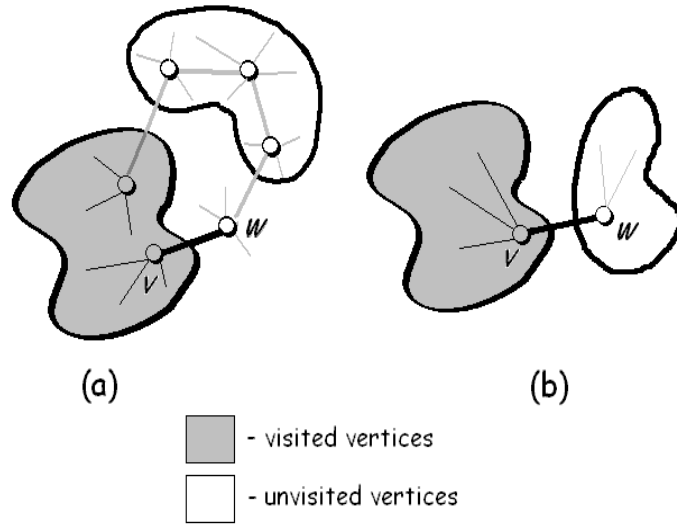 w
v
w
v
(a)
(b)
- visited vertices
- unvisited vertices